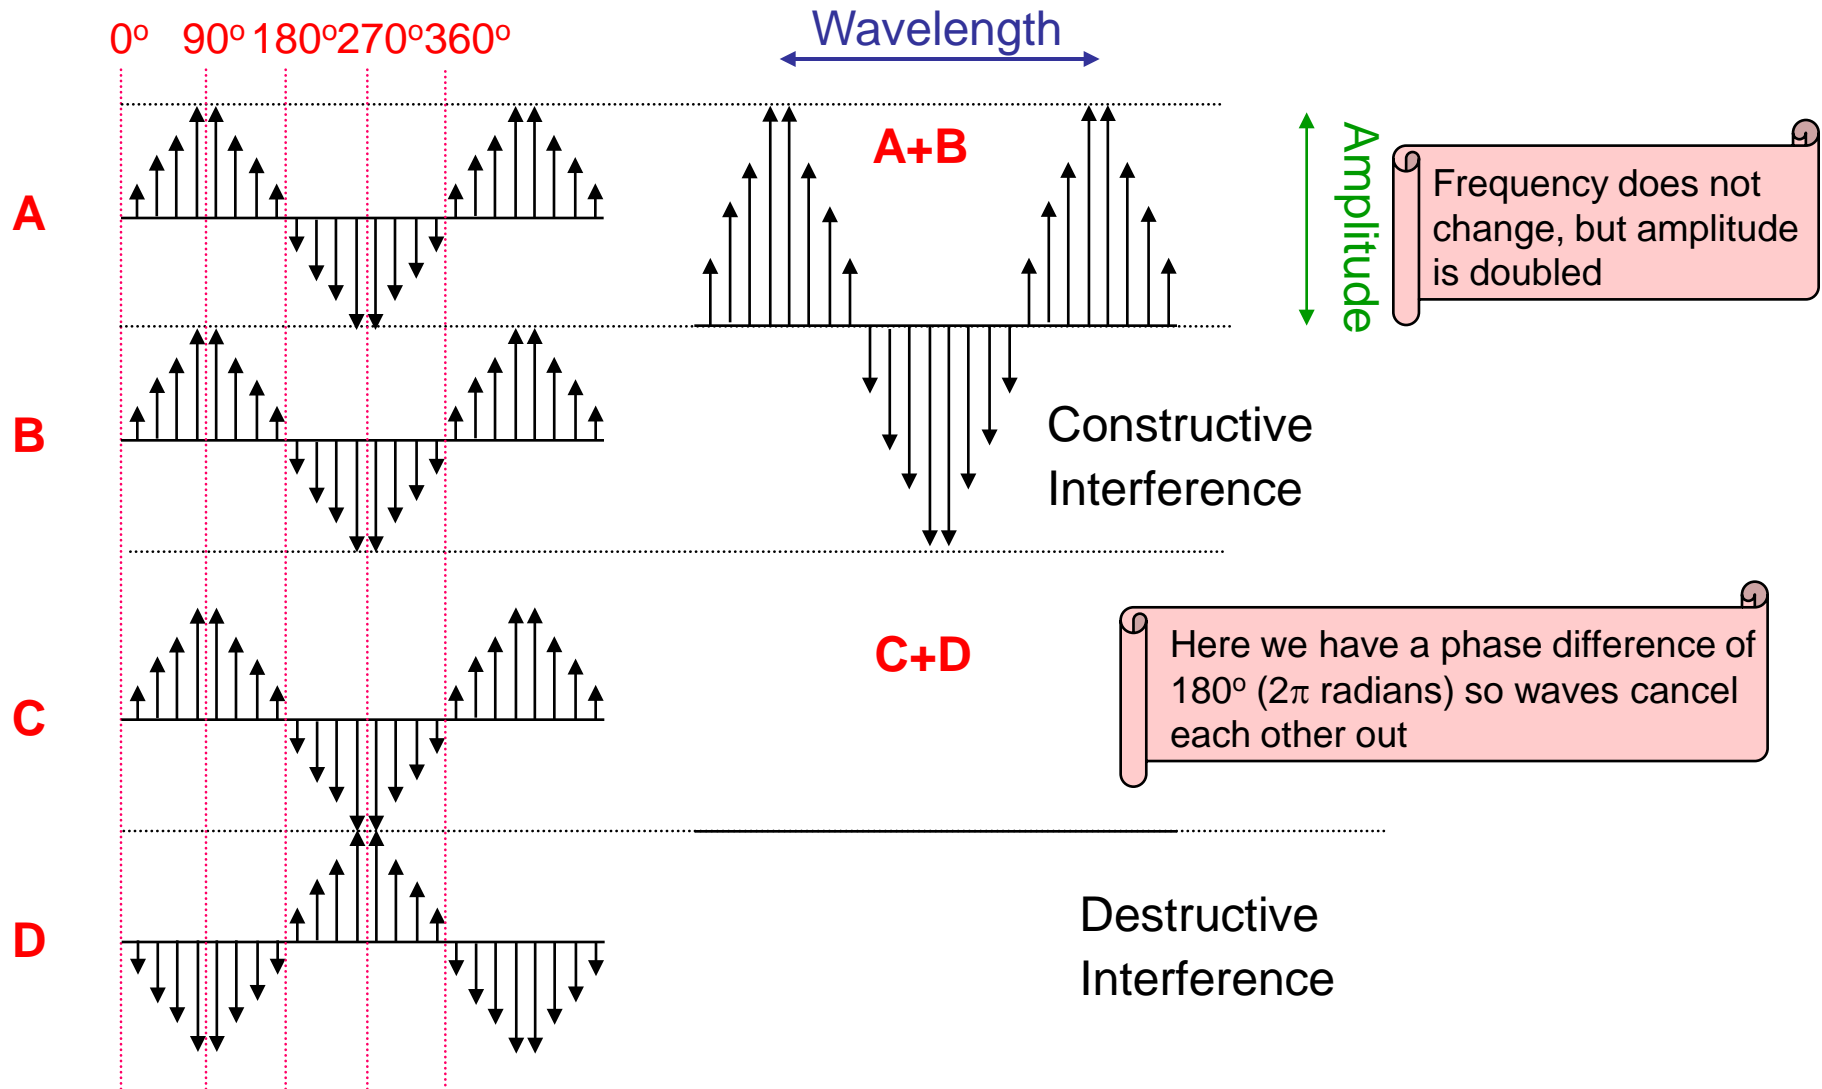 0º 90º 180º 270º 360º
Wavelength
A
A+B
Amplitude
Frequency does not
change, but amplitude
is doubled
B
Constructive
Interference
C
C+D
Here we have a phase difference of
180º (2π radians) so waves cancel
each other out
D
Destructive
Interference